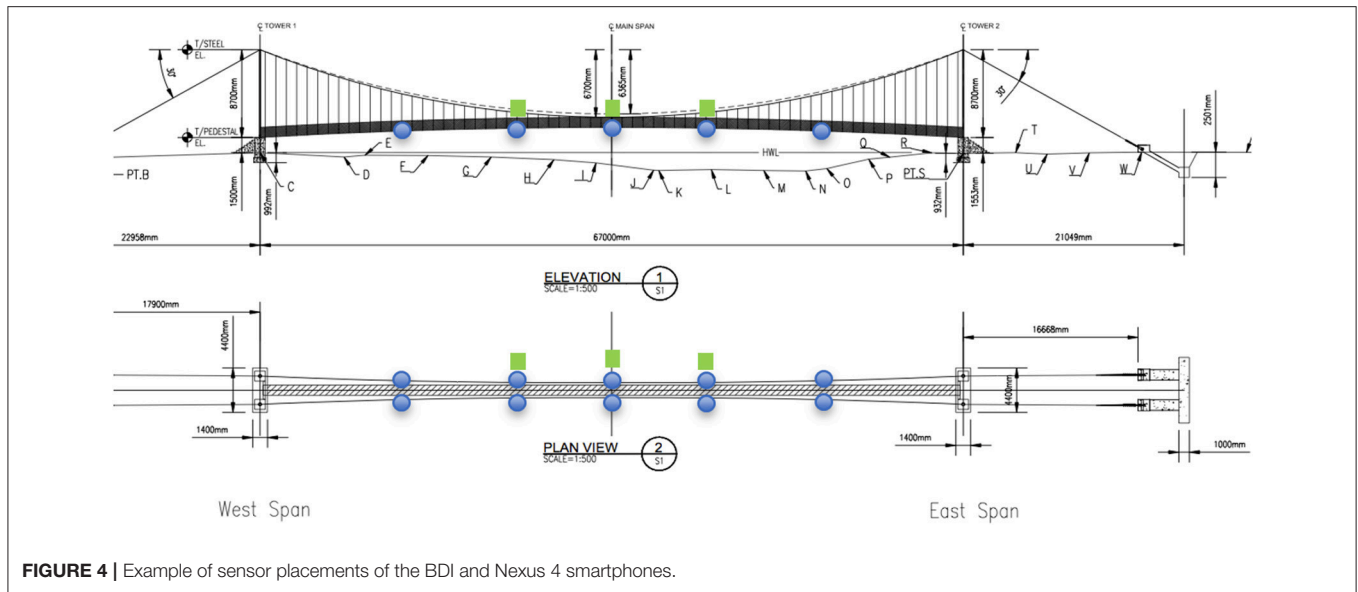 ℄ TOWER 1
℄ MAIN SPAN
℄ TOWER 2
T/STEEL
EL.
30°
8700mm
6700mm
6365mm
30°
8700mm
2501mm
T/PEDESTAL
EL.
HWL
PT.B
C
D
E
F
G
H
I
J
K
L
M
N
O
P
Q
R
PT.S
T
U
V
W
1500mm
992mm
932mm
1553mm
22958mm
67000mm
21049mm
ELEVATION
SCALE=1:500
1
S1
17900mm
4400mm
16668mm
4400mm
1400mm
1400mm
1000mm
PLAN VIEW
SCALE=1:500
2
S1
West Span
East Span
FIGURE 4 | Example of sensor placements of the BDI and Nexus 4 smartphones.